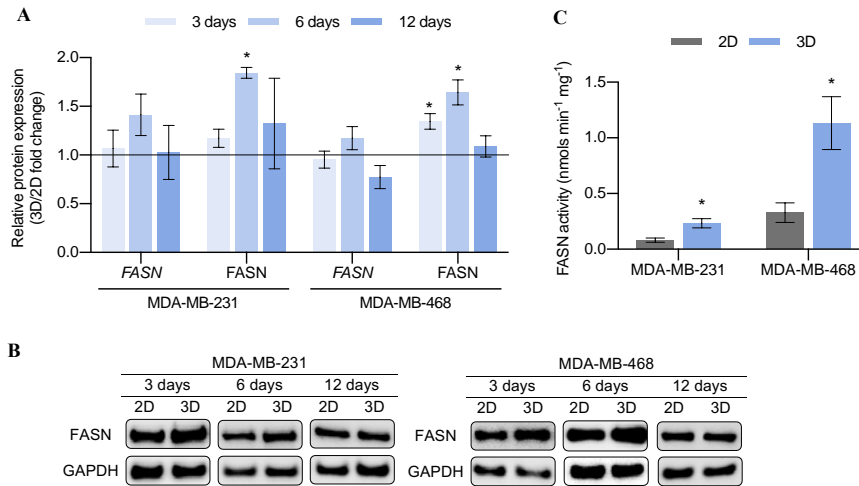 A
3 days 6 days 12 days
Relative protein expression
(3D/2D fold change)
2.0
1.5
1.0
0.5
0.0
*
*
*
FASN FASN FASN FASN
MDA-MB-231 MDA-MB-468
C
2D 3D
FASN activity (nmols min⁻¹ mg⁻¹)
1.5
1.0
0.5
0.0
*
*
MDA-MB-231 MDA-MB-468
B
MDA-MB-231 MDA-MB-468
3 days 6 days 12 days 3 days 6 days 12 days
2D 3D 2D 3D 2D 3D 2D 3D 2D 3D 2D 3D
FASN FASN
GAPDH GAPDH